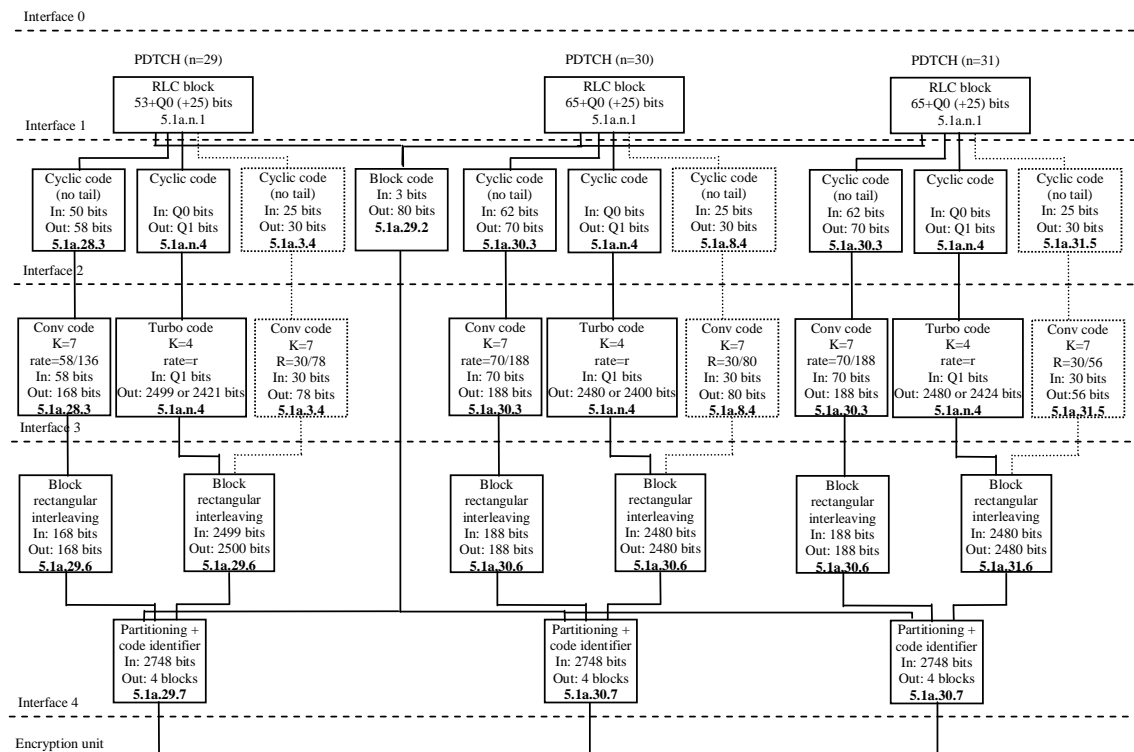 Interface 0
PDTCH (n=29)
PDTCH (n=30)
PDTCH (n=31)
RLC block
53+Q0 (+25) bits
5.1a.n.1
RLC block
65+Q0 (+25) bits
5.1a.n.1
RLC block
65+Q0 (+25) bits
5.1a.n.1
Interface 1
Cyclic code
(no tail)
In: 50 bits
Out: 58 bits
5.1a.28.3
Cyclic code
In: Q0 bits
Out: Q1 bits
5.1a.n.4
Cyclic code
(no tail)
In: 25 bits
Out: 30 bits
5.1a.3.4
Block code
In: 3 bits
Out: 80 bits
5.1a.29.2
Cyclic code
(no tail)
In: 62 bits
Out: 70 bits
5.1a.30.3
Cyclic code
In: Q0 bits
Out: Q1 bits
5.1a.n.4
Cyclic code
(no tail)
In: 25 bits
Out: 30 bits
5.1a.8.4
Cyclic code
(no tail)
In: 62 bits
Out: 70 bits
5.1a.30.3
Cyclic code
In: Q0 bits
Out: Q1 bits
5.1a.n.4
Cyclic code
(no tail)
In: 25 bits
Out: 30 bits
5.1a.31.5
Interface 2
Conv code
K=7
rate=58/136
In: 58 bits
Out: 168 bits
5.1a.28.3
Turbo code
K=4
rate=r
In: Q1 bits
Out: 2499 or 2421 bits
5.1a.n.4
Conv code
K=7
R=30/78
In: 30 bits
Out: 78 bits
5.1a.3.4
Conv code
K=7
rate=70/188
In: 70 bits
Out: 188 bits
5.1a.30.3
Turbo code
K=4
rate=r
In: Q1 bits
Out: 2480 or 2400 bits
5.1a.n.4
Conv code
K=7
R=30/80
In: 30 bits
Out: 80 bits
5.1a.8.4
Conv code
K=7
rate=70/188
In: 70 bits
Out: 188 bits
5.1a.30.3
Turbo code
K=4
rate=r
In: Q1 bits
Out: 2480 or 2424 bits
5.1a.n.4
Conv code
K=7
R=30/56
In: 30 bits
Out:56 bits
5.1a.31.5
Interface 3
Block
rectangular
interleaving
In: 168 bits
Out: 168 bits
5.1a.29.6
Block
rectangular
interleaving
In: 2499 bits
Out: 2500 bits
5.1a.29.6
Block
rectangular
interleaving
In: 188 bits
Out: 188 bits
5.1a.30.6
Block
rectangular
interleaving
In: 2480 bits
Out: 2480 bits
5.1a.30.6
Block
rectangular
interleaving
In: 188 bits
Out: 188 bits
5.1a.30.6
Block
rectangular
interleaving
In: 2480 bits
Out: 2480 bits
5.1a.31.6
Partitioning +
code identifier
In: 2748 bits
Out: 4 blocks
5.1a.29.7
Partitioning +
code identifier
In: 2748 bits
Out: 4 blocks
5.1a.30.7
Partitioning +
code identifier
In: 2748 bits
Out: 4 blocks
5.1a.30.7
Interface 4
Encryption unit